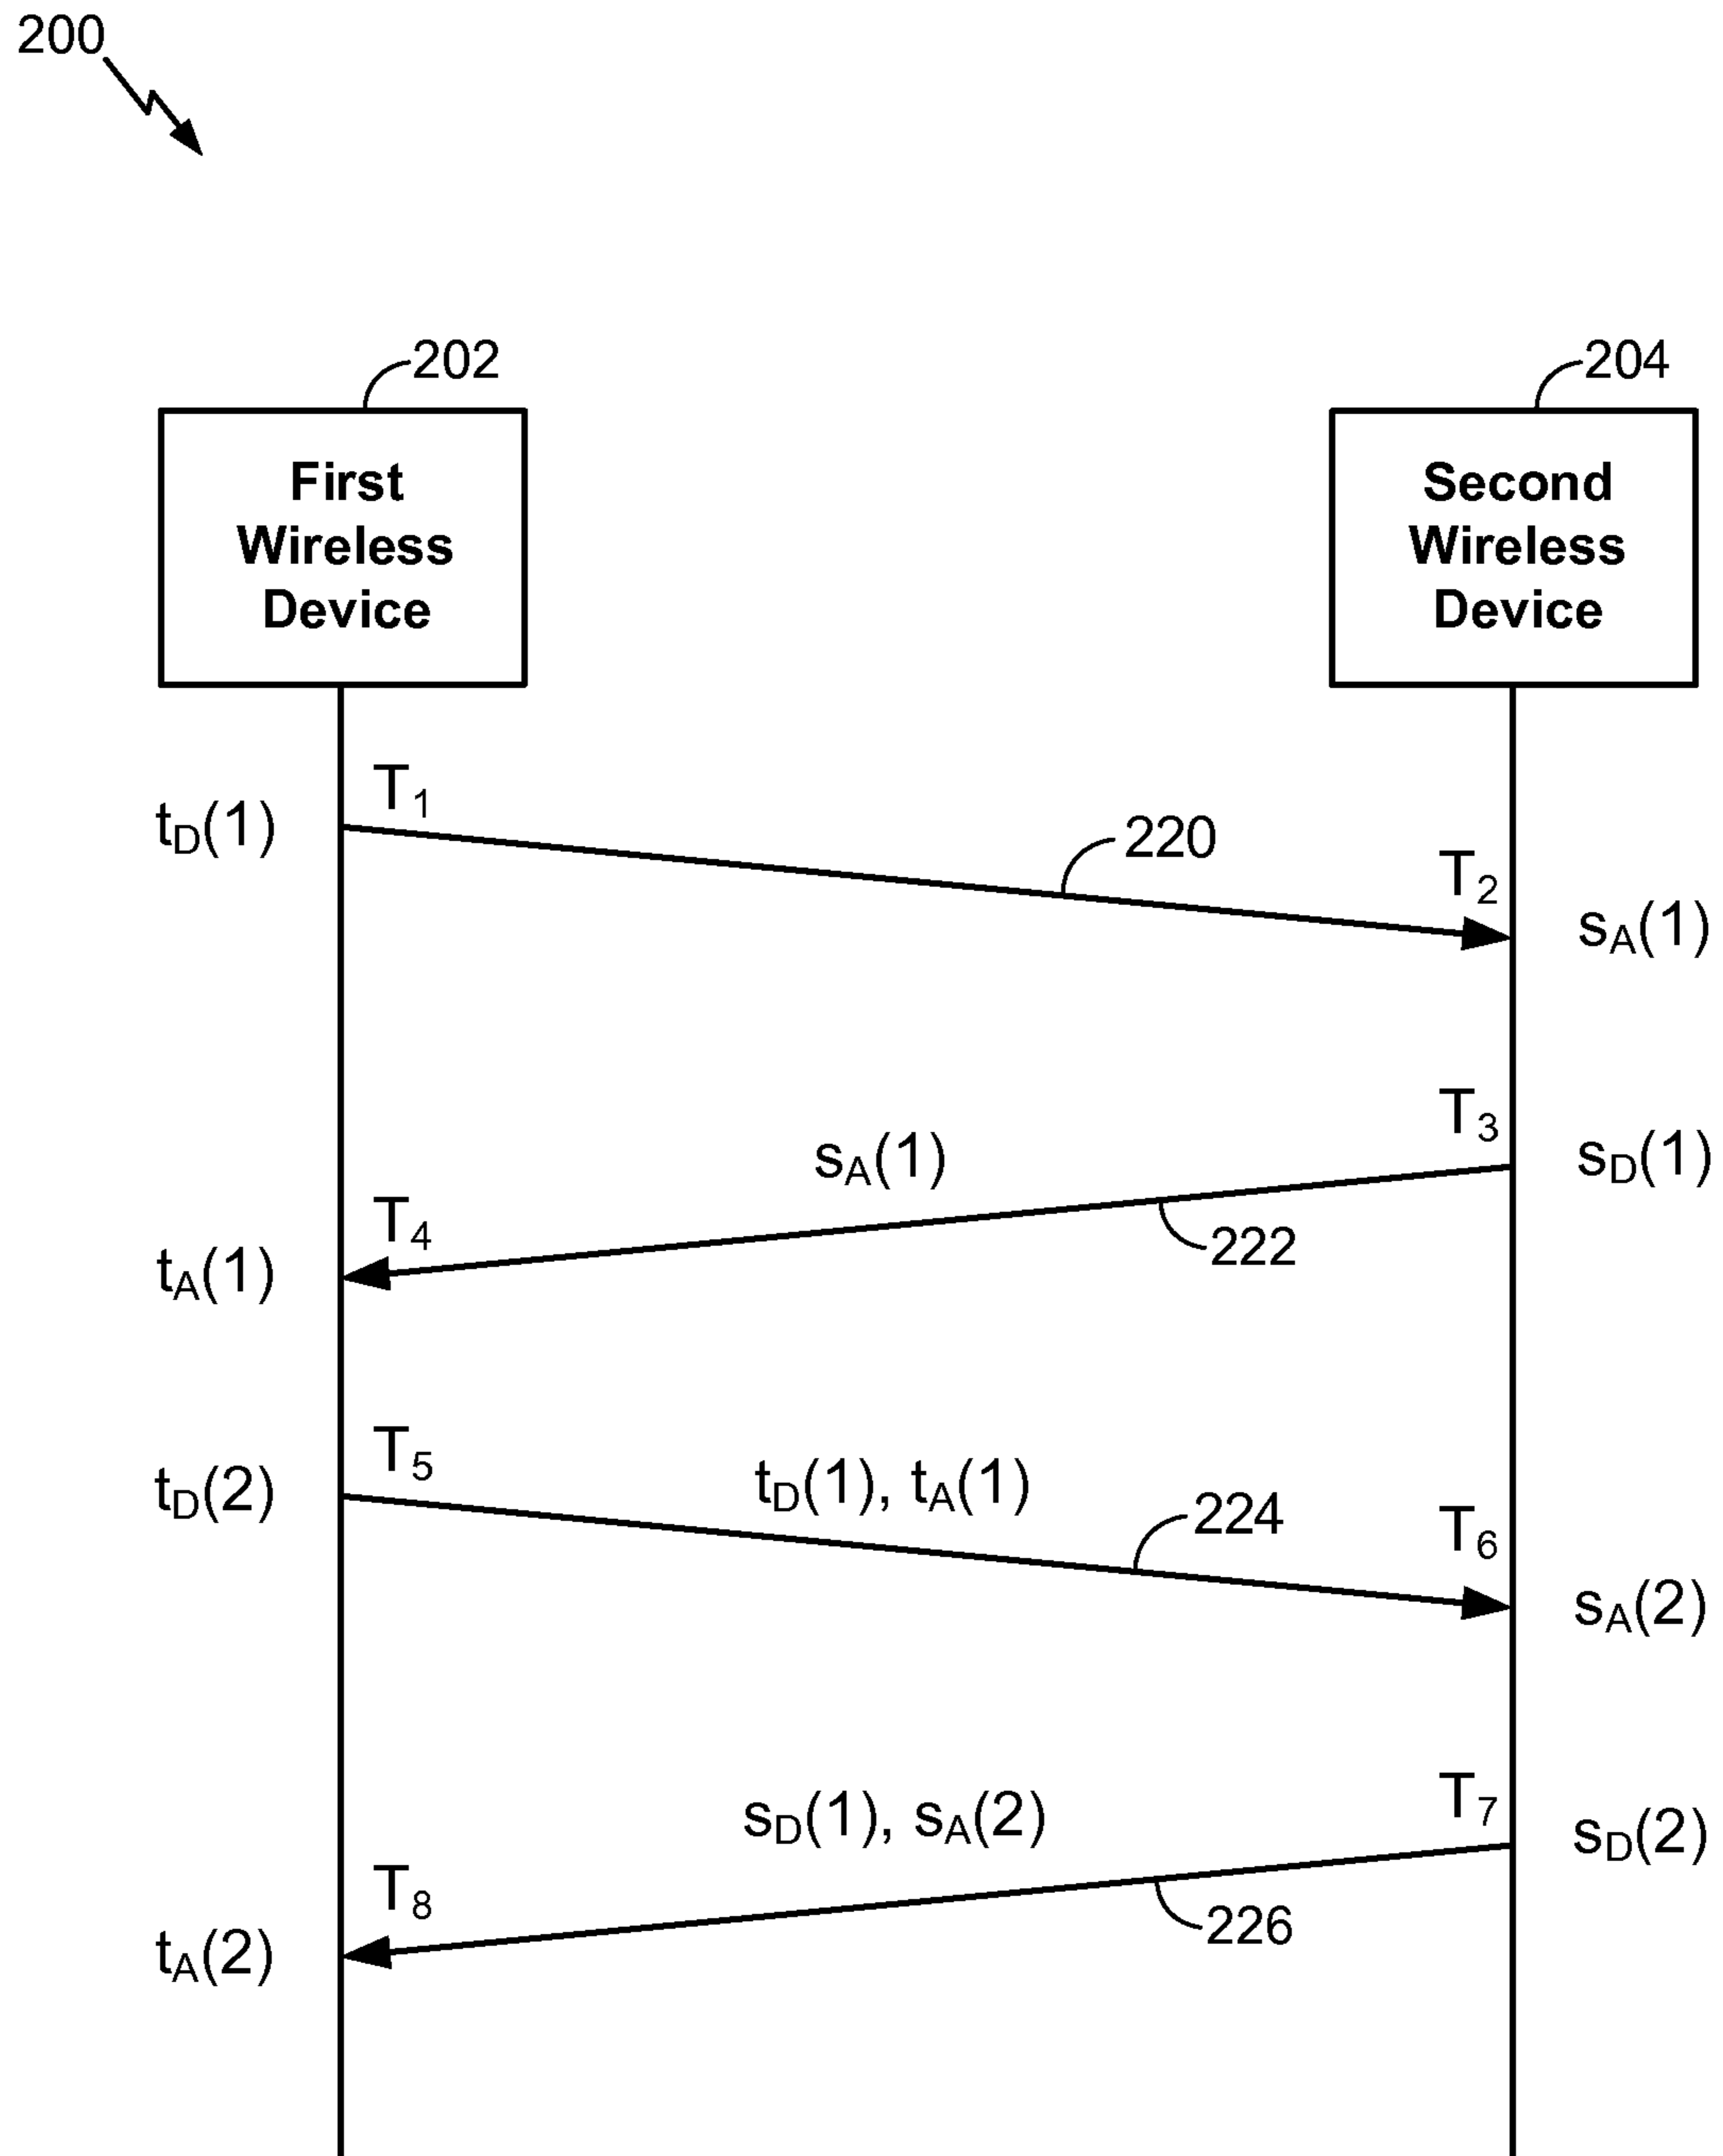 200
202
204
First
Wireless
Device
Second
Wireless
Device
T1
tD(1)
220
T2
sA(1)
T3
sD(1)
sA(1)
T4
222
tA(1)
T5
tD(2)
tD(1), tA(1)
224
T6
sA(2)
T7
sD(2)
sD(1), sA(2)
T8
226
tA(2)